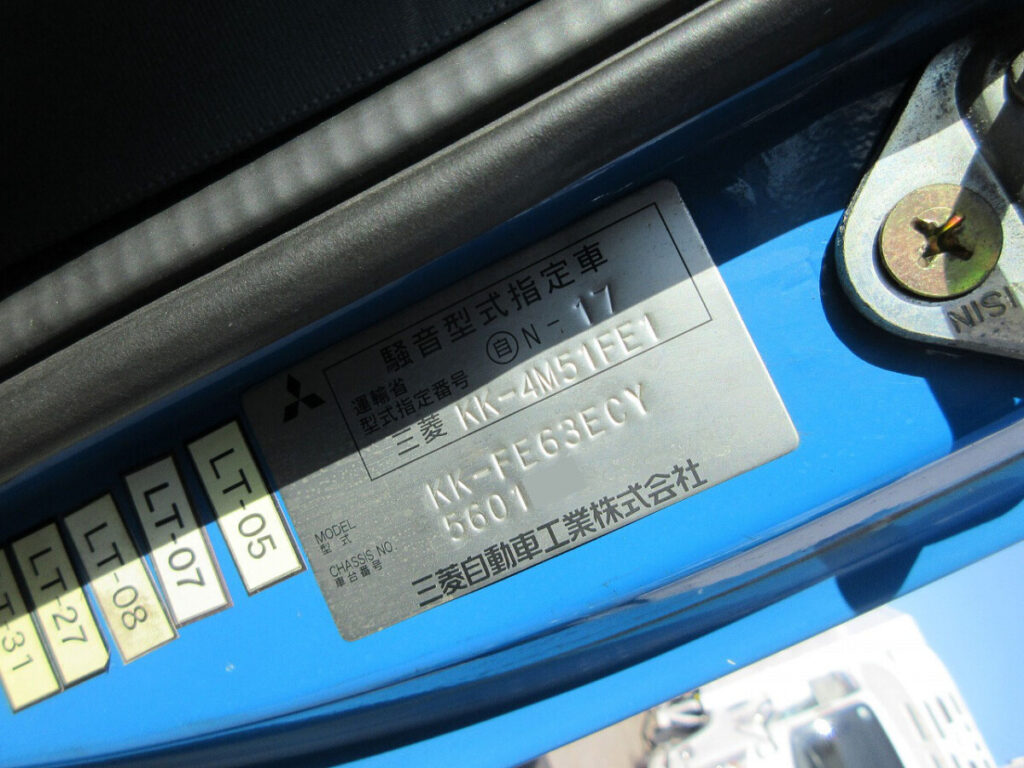 騒音型式指定車
運輸省
型式指定番号
自 N-17
三菱 KK-4M51FE1
MODEL
型式
KK-FE63ECY
CHASSIS NO.
車台番号
5601
三菱自動車工業株式会社
LT-05
LT-07
LT-08
LT-27
T-31
NISI